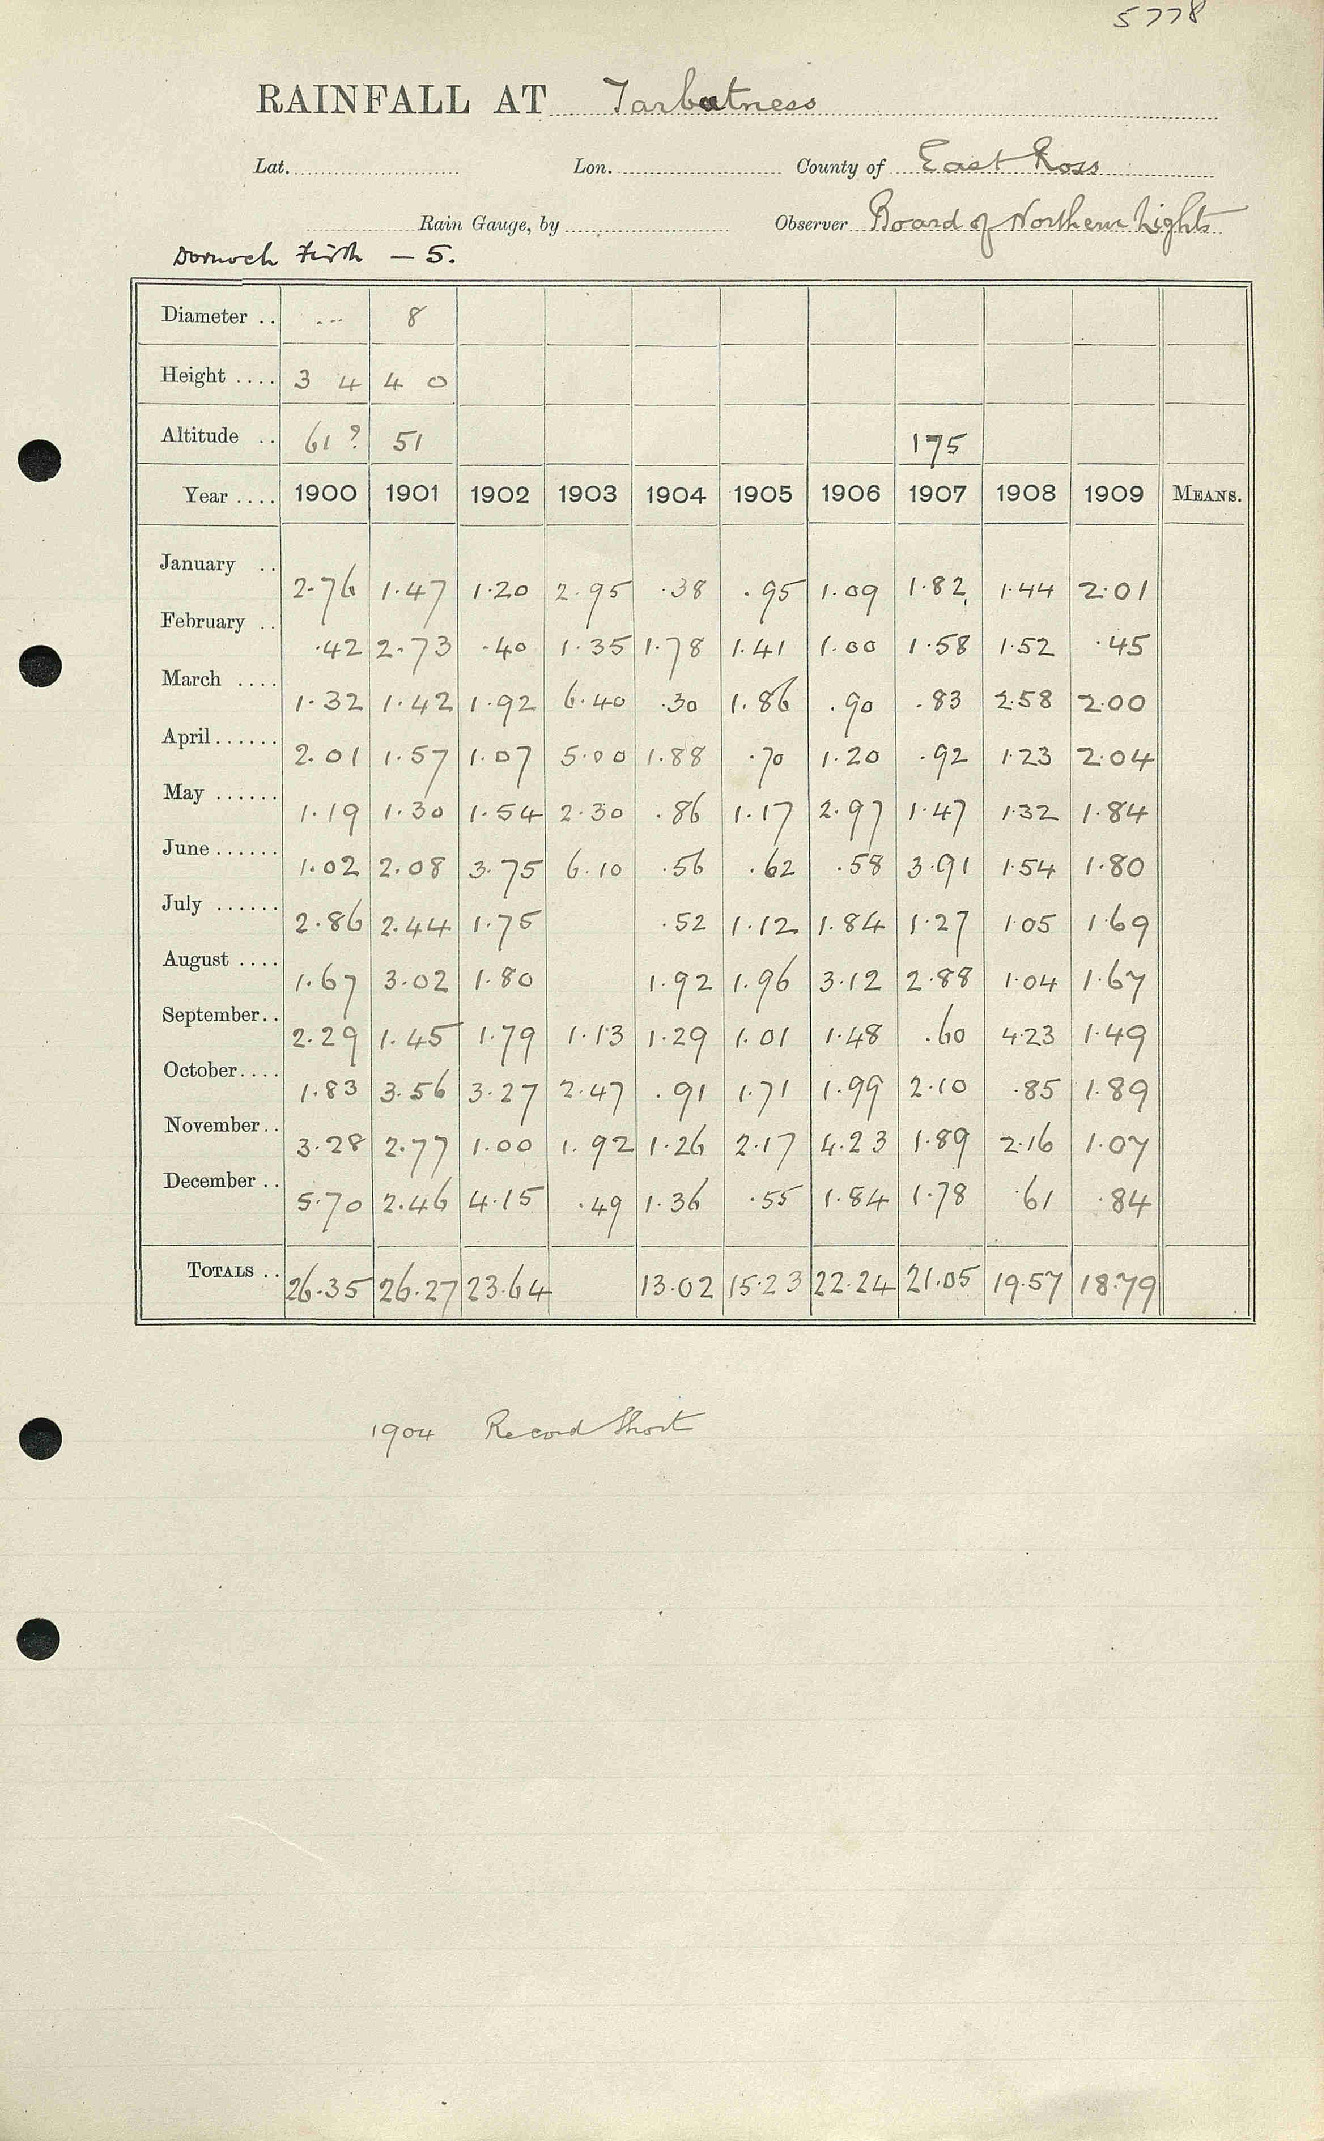 5778
RAINFALL AT Tarbatness
Lat. Lon. County of East Ross
Rain Gauge, by Observer Board of Northern Lights
Dornoch Firth — 5.
Diameter .. ... 8
Height .... 3 4 4 0
Altitude .. 61? 51 175
Year .... 1900 1901 1902 1903 1904 1905 1906 1907 1908 1909 MEANS.
January .. 2.76 1.47 1.20 2.95 .38 .95 1.09 1.82 1.44 2.01
February .. .42 2.73 .40 1.35 1.78 1.41 1.00 1.58 1.52 .45
March .... 1.32 1.42 1.92 6.40 .30 1.86 .90 .83 2.58 2.00
April...... 2.01 1.57 1.07 5.00 1.88 .70 1.20 .92 1.23 2.04
May ...... 1.19 1.30 1.54 2.30 .86 1.17 2.97 1.47 1.32 1.84
June...... 1.02 2.08 3.75 6.10 .56 .62 .58 3.91 1.54 1.80
July ...... 2.86 2.44 1.75 .52 1.12 1.84 1.27 1.05 1.69
August .... 1.67 3.02 1.80 1.92 1.96 3.12 2.88 1.04 1.67
September.. 2.29 1.45 1.79 1.13 1.29 1.01 1.48 .60 4.23 1.49
October.... 1.83 3.56 3.27 2.47 .91 1.71 1.99 2.10 .85 1.89
November.. 3.28 2.77 1.00 1.92 1.26 2.17 4.23 1.89 2.16 1.07
December .. 5.70 2.46 4.15 .49 1.36 .55 1.84 1.78 .61 .84
TOTALS .. 26.35 26.27 23.64 13.02 15.23 22.24 21.05 19.57 18.79
1904 Record Short